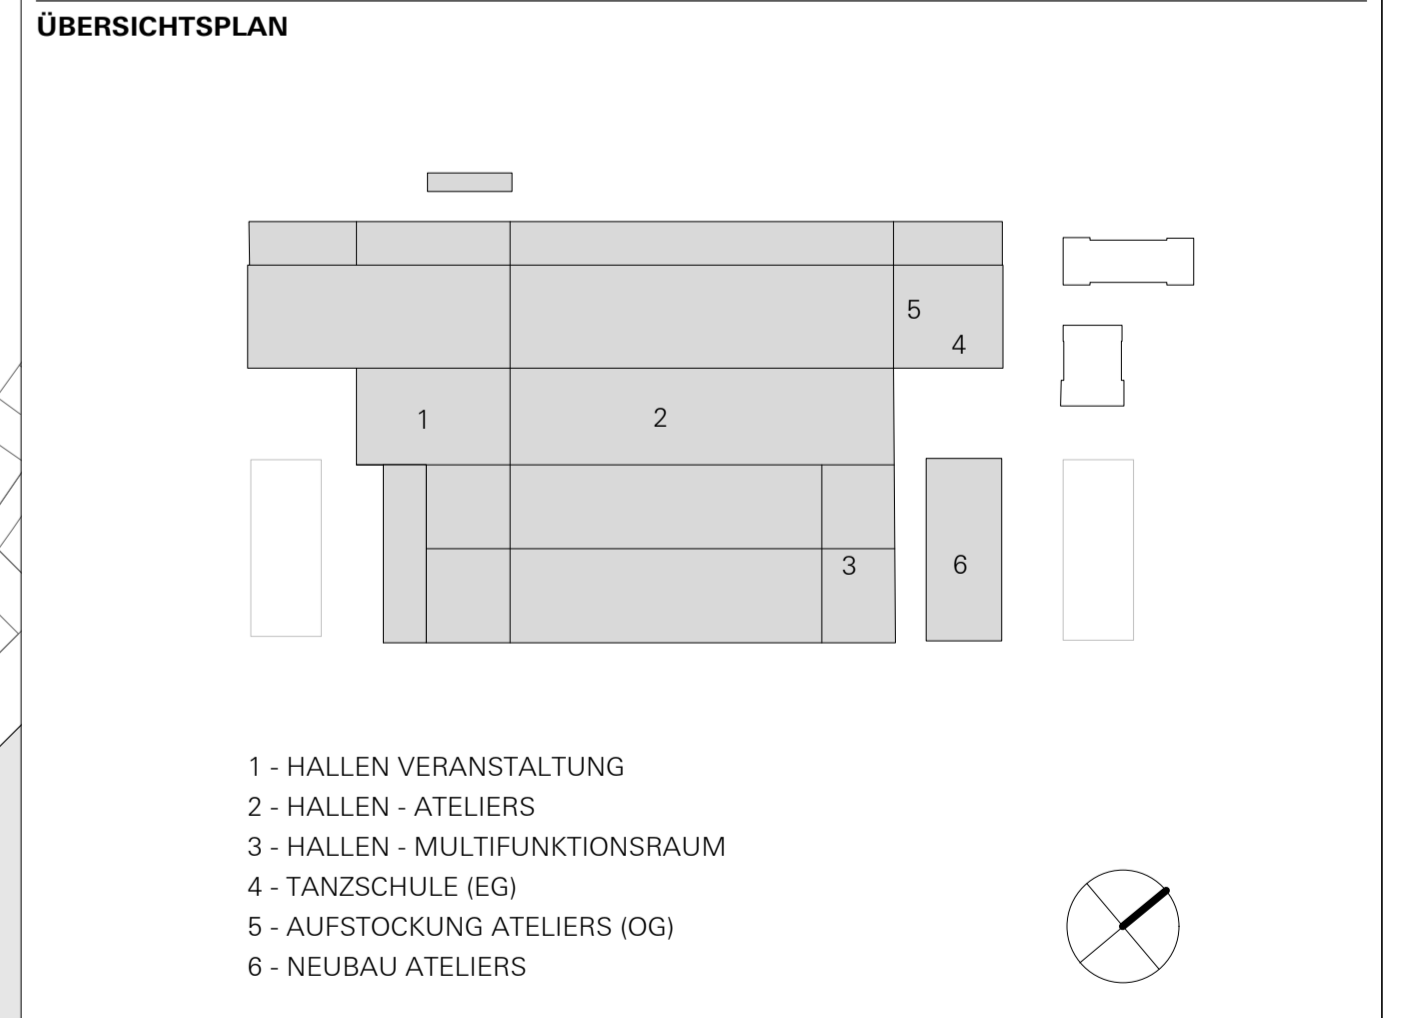 ÜBERSICHTSPLAN
5
4
1
2
3
6
1 - HALLEN VERANSTALTUNG
2 - HALLEN - ATELIERS
3 - HALLEN - MULTIFUNKTIONSRAUM
4 - TANZSCHULE (EG)
5 - AUFSTOCKUNG ATELIERS (OG)
6 - NEUBAU ATELIERS